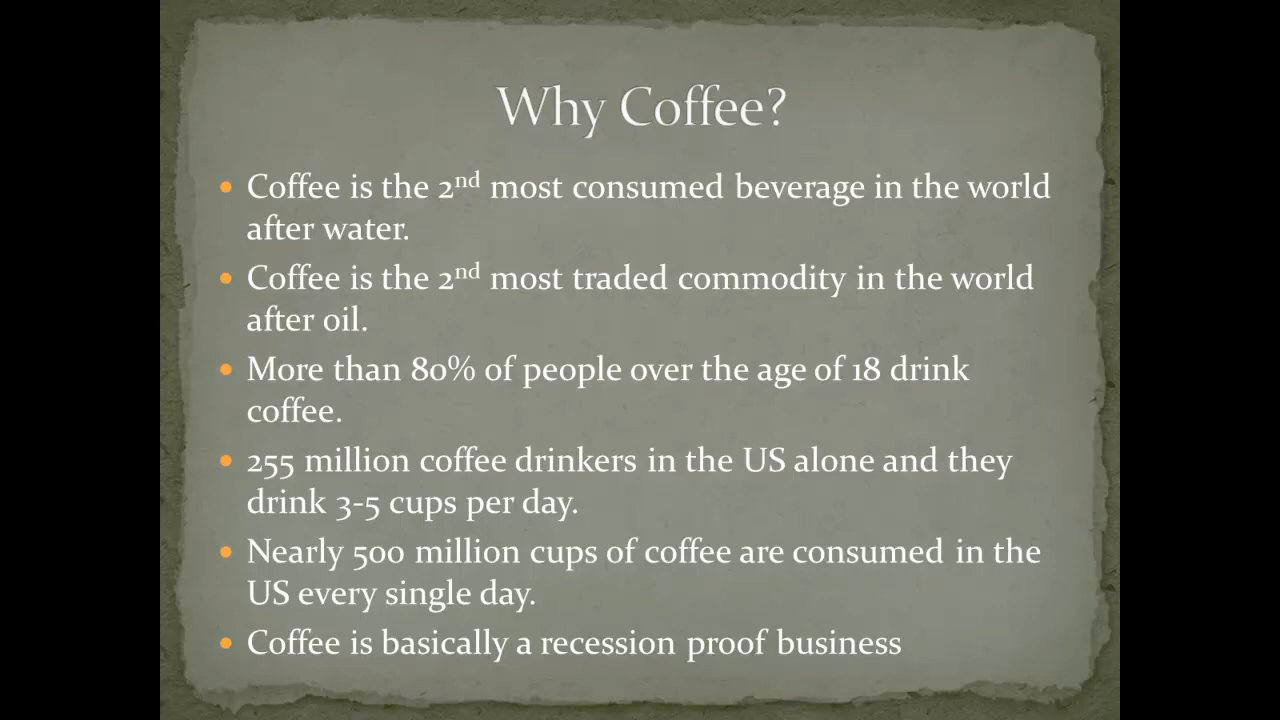 Why Coffee?
• Coffee is the 2nd most consumed beverage in the world
after water.
• Coffee is the 2nd most traded commodity in the world
after oil.
• More than 80% of people over the age of 18 drink
coffee.
• 255 million coffee drinkers in the US alone and they
drink 3-5 cups per day.
• Nearly 500 million cups of coffee are consumed in the
US every single day.
• Coffee is basically a recession proof business